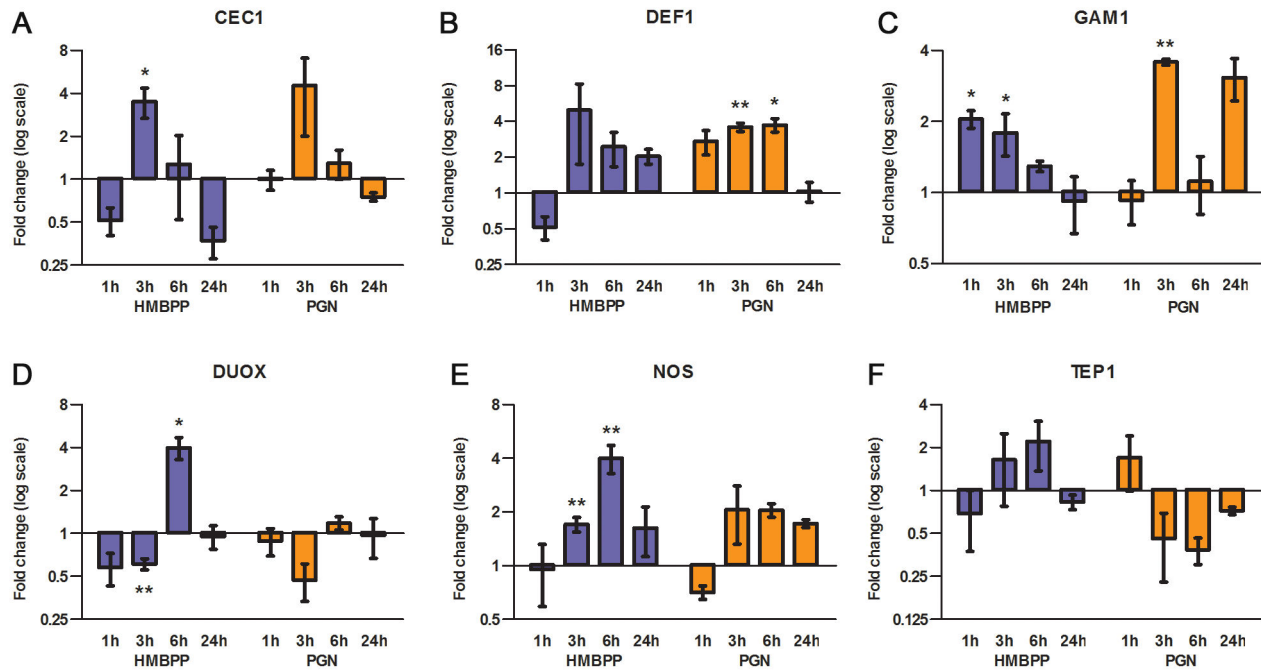 A
CEC1
Fold change (log scale)
8
4
2
1
0.5
0.25
*
1h 3h 6h 24h 1h 3h 6h 24h
HMBPP PGN
B
DEF1
Fold change (log scale)
16
8
4
2
1
0.5
0.25
** *
1h 3h 6h 24h 1h 3h 6h 24h
HMBPP PGN
C
GAM1
Fold change (log scale)
4
2
1
0.5
* * **
1h 3h 6h 24h 1h 3h 6h 24h
HMBPP PGN
D
DUOX
Fold change (log scale)
8
4
2
1
0.5
0.25
*
**
1h 3h 6h 24h 1h 3h 6h 24h
HMBPP PGN
E
NOS
Fold change (log scale)
8
4
2
1
0.5
** **
1h 3h 6h 24h 1h 3h 6h 24h
HMBPP PGN
F
TEP1
Fold change (log scale)
4
2
1
0.5
0.25
0.125
1h 3h 6h 24h 1h 3h 6h 24h
HMBPP PGN